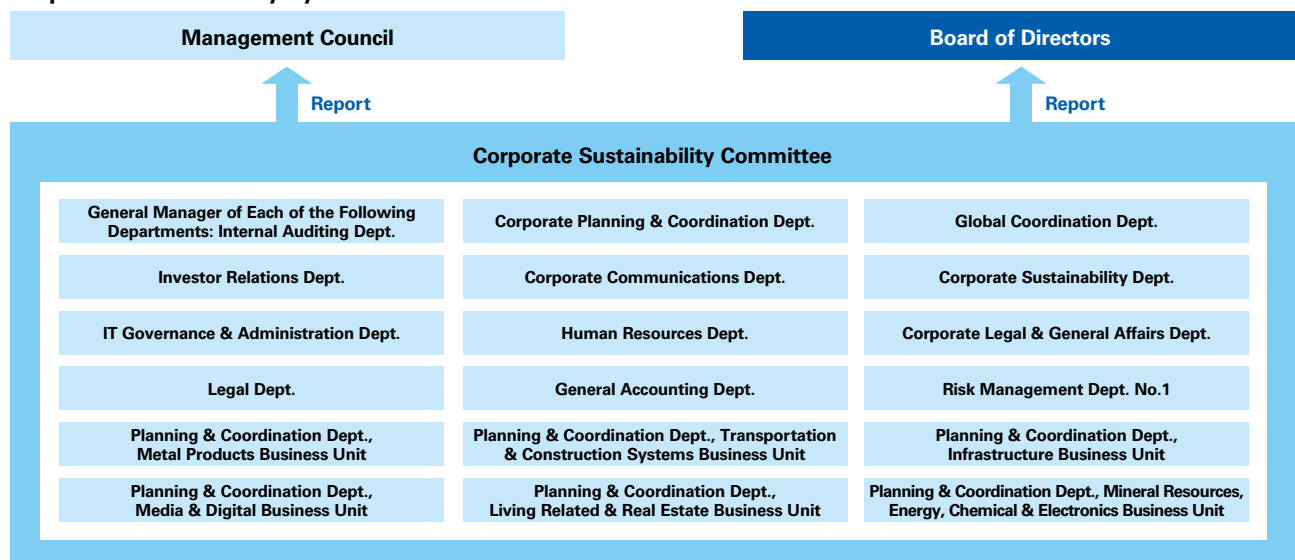 Management Council
Board of Directors
Report
Report
Corporate Sustainability Committee
General Manager of Each of the Following
Departments: Internal Auditing Dept.
Corporate Planning & Coordination Dept.
Global Coordination Dept.
Investor Relations Dept.
Corporate Communications Dept.
Corporate Sustainability Dept.
IT Governance & Administration Dept.
Human Resources Dept.
Corporate Legal & General Affairs Dept.
Legal Dept.
General Accounting Dept.
Risk Management Dept. No.1
Planning & Coordination Dept.,
Metal Products Business Unit
Planning & Coordination Dept., Transportation
& Construction Systems Business Unit
Planning & Coordination Dept.,
Infrastructure Business Unit
Planning & Coordination Dept.,
Media & Digital Business Unit
Planning & Coordination Dept.,
Living Related & Real Estate Business Unit
Planning & Coordination Dept., Mineral Resources,
Energy, Chemical & Electronics Business Unit